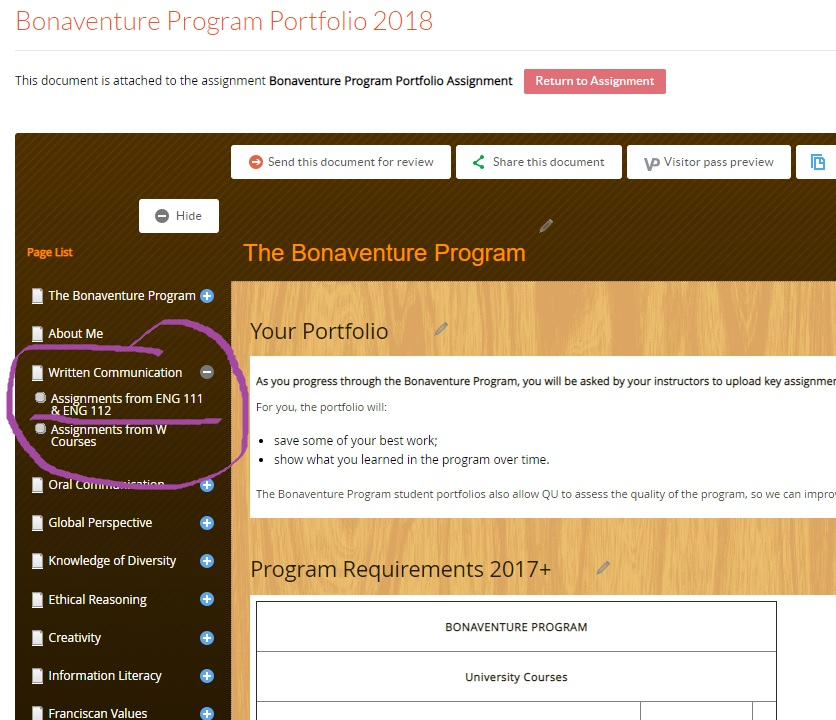 Bonaventure Program Portfolio 2018
This document is attached to the assignment Bonaventure Program Portfolio Assignment
Return to Assignment
Send this document for review
Share this document
Visitor pass preview
Hide
Page List
The Bonaventure Program
About Me
Written Communication
Assignments from ENG 111
& ENG 112
Assignments from W
Courses
Oral Communication
Global Perspective
Knowledge of Diversity
Ethical Reasoning
Creativity
Information Literacy
Franciscan Values
The Bonaventure Program
Your Portfolio
As you progress through the Bonaventure Program, you will be asked by your instructors to upload key assignmen
For you, the portfolio will:
save some of your best work;
show what you learned in the program over time.
The Bonaventure Program student portfolios also allow QU to assess the quality of the program, so we can impro
Program Requirements 2017+
BONAVENTURE PROGRAM
University Courses